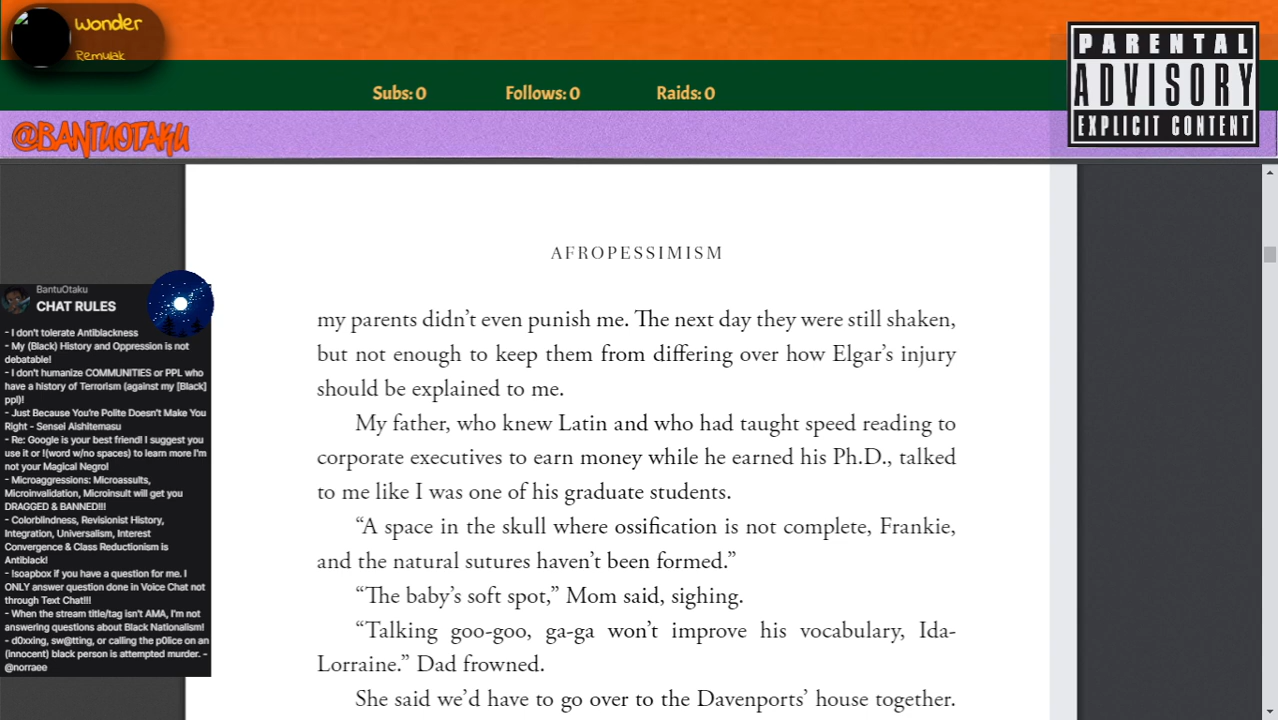 wonder
Remulak
Subs: 0
Follows: 0
Raids: 0
@BANTUOTAKU
PARENTAL
ADVISORY
EXPLICIT CONTENT
BantuOtaku
CHAT RULES
- I don't tolerate Antiblackness
- My (Black) History and Oppression is not
debatable!
- I don't humanize COMMUNITIES or PPL who
have a history of Terrorism (against my [Black]
ppl)!
- Just Because You're Polite Doesn't Make You
Right - Sensei Aishitemasu
- Re: Google is your best friend! I suggest you
use it or !(word w/no spaces) to learn more I'm
not your Magical Negro!
- Microaggressions: Microassults,
Microinvalidation, Microinsult will get you
DRAGGED & BANNED!!!
- Colorblindness, Revisionist History,
Integration, Universalism, Interest
Convergence & Class Reductionism is
Antiblack!
- !soapbox if you have a question for me. I
ONLY answer question done in Voice Chat not
through Text Chat!!!
- When the stream title/tag isn't AMA, I'm not
answering questions about Black Nationalism!
- d0xxing, sw@tting, or calling the p0lice on an
(innocent) black person is attempted murder. -
@norraee
AFROPESSIMISM
my parents didn't even punish me. The next day they were still shaken,
but not enough to keep them from differing over how Elgar's injury
should be explained to me.
My father, who knew Latin and who had taught speed reading to
corporate executives to earn money while he earned his Ph.D., talked
to me like I was one of his graduate students.
“A space in the skull where ossification is not complete, Frankie,
and the natural sutures haven't been formed.”
“The baby's soft spot,” Mom said, sighing.
“Talking goo-goo, ga-ga won't improve his vocabulary, Ida-
Lorraine.” Dad frowned.
She said we'd have to go over to the Davenports' house together.